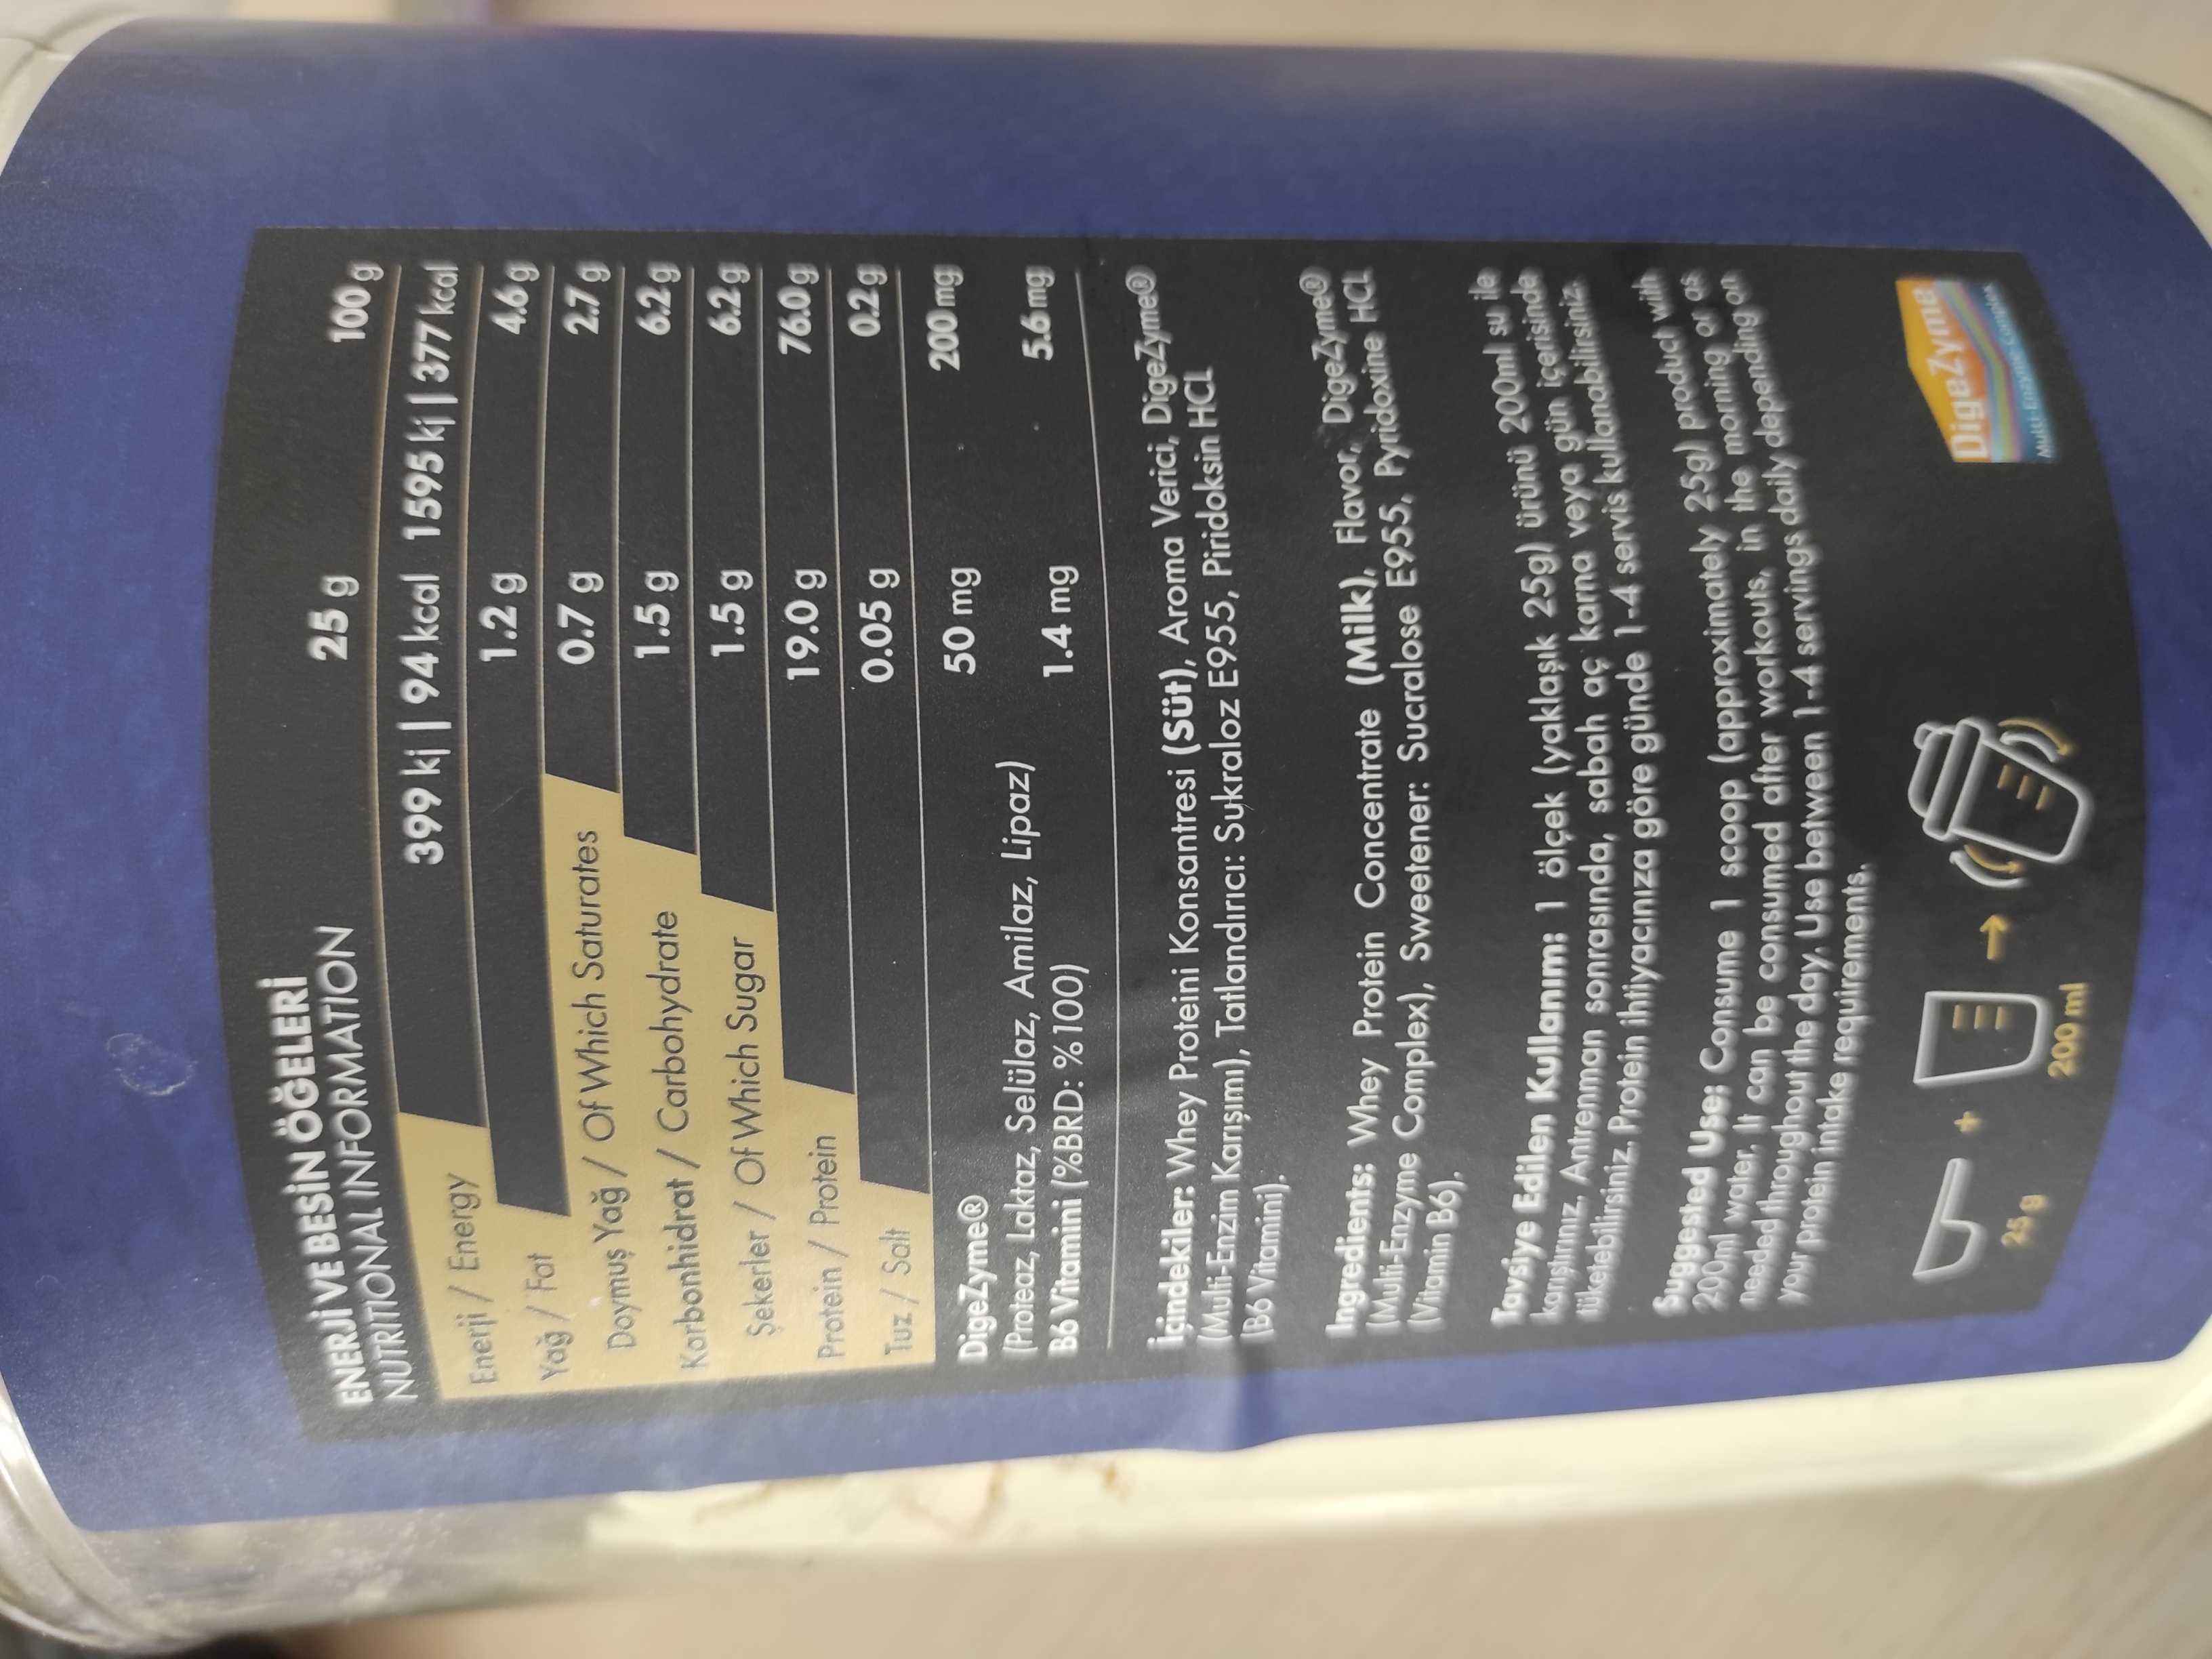 ENERJİ VE BESİN ÖĞELERİ
NUTRITIONAL INFORMATION 25 g 100 g
Enerji / Energy 399 kj | 94 kcal 1595 kj | 377 kcal
Yağ / Fat 1.2 g 4.6 g
Doymuş Yağ / Of Which Saturates 0.7 g 2.7 g
Karbonhidrat / Carbohydrate 1.5 g 6.2 g
Şekerler / Of Which Sugar 1.5 g 6.2 g
Protein / Protein 19.0 g 76.0 g
Tuz / Salt 0.05 g 0.2 g
DigeZyme® 50 mg 200 mg
(Proteaz, Laktaz, Selülaz, Amilaz, Lipaz)
B6 Vitamini (%BRD: %100) 1.4 mg 5.6 mg
İçindekiler: Whey Proteini Konsantresi (Süt), Aroma Verici, DigeZyme®
(Multi-Enzim Karışımı), Tatlandırıcı: Sukraloz E955, Piridoksin HCL
(B6 Vitamini).
Ingredients: Whey Protein Concentrate (Milk), Flavor, DigeZyme®
(Multi-Enzyme Complex), Sweetener: Sucralose E955, Pyridoxine HCL
(Vitamin B6).
Tavsiye Edilen Kullanım: 1 ölçek (yaklaşık 25g) ürünü 200ml su ile
karıştırınız. Antrenman sonrasında, sabah aç karna veya gün içerisinde
tüketebilirsiniz. Protein ihtiyacınıza göre günde 1-4 servis kullanabilirsiniz.
Suggested Use: Consume 1 scoop (approximately 25g) product with
200ml water. It can be consumed after workouts, in the morning or as
needed throughout the day. Use between 1-4 servings daily depending on
your protein intake requirements.
25 g + 200 ml →
DigeZyme
Multi-Enzyme Complex